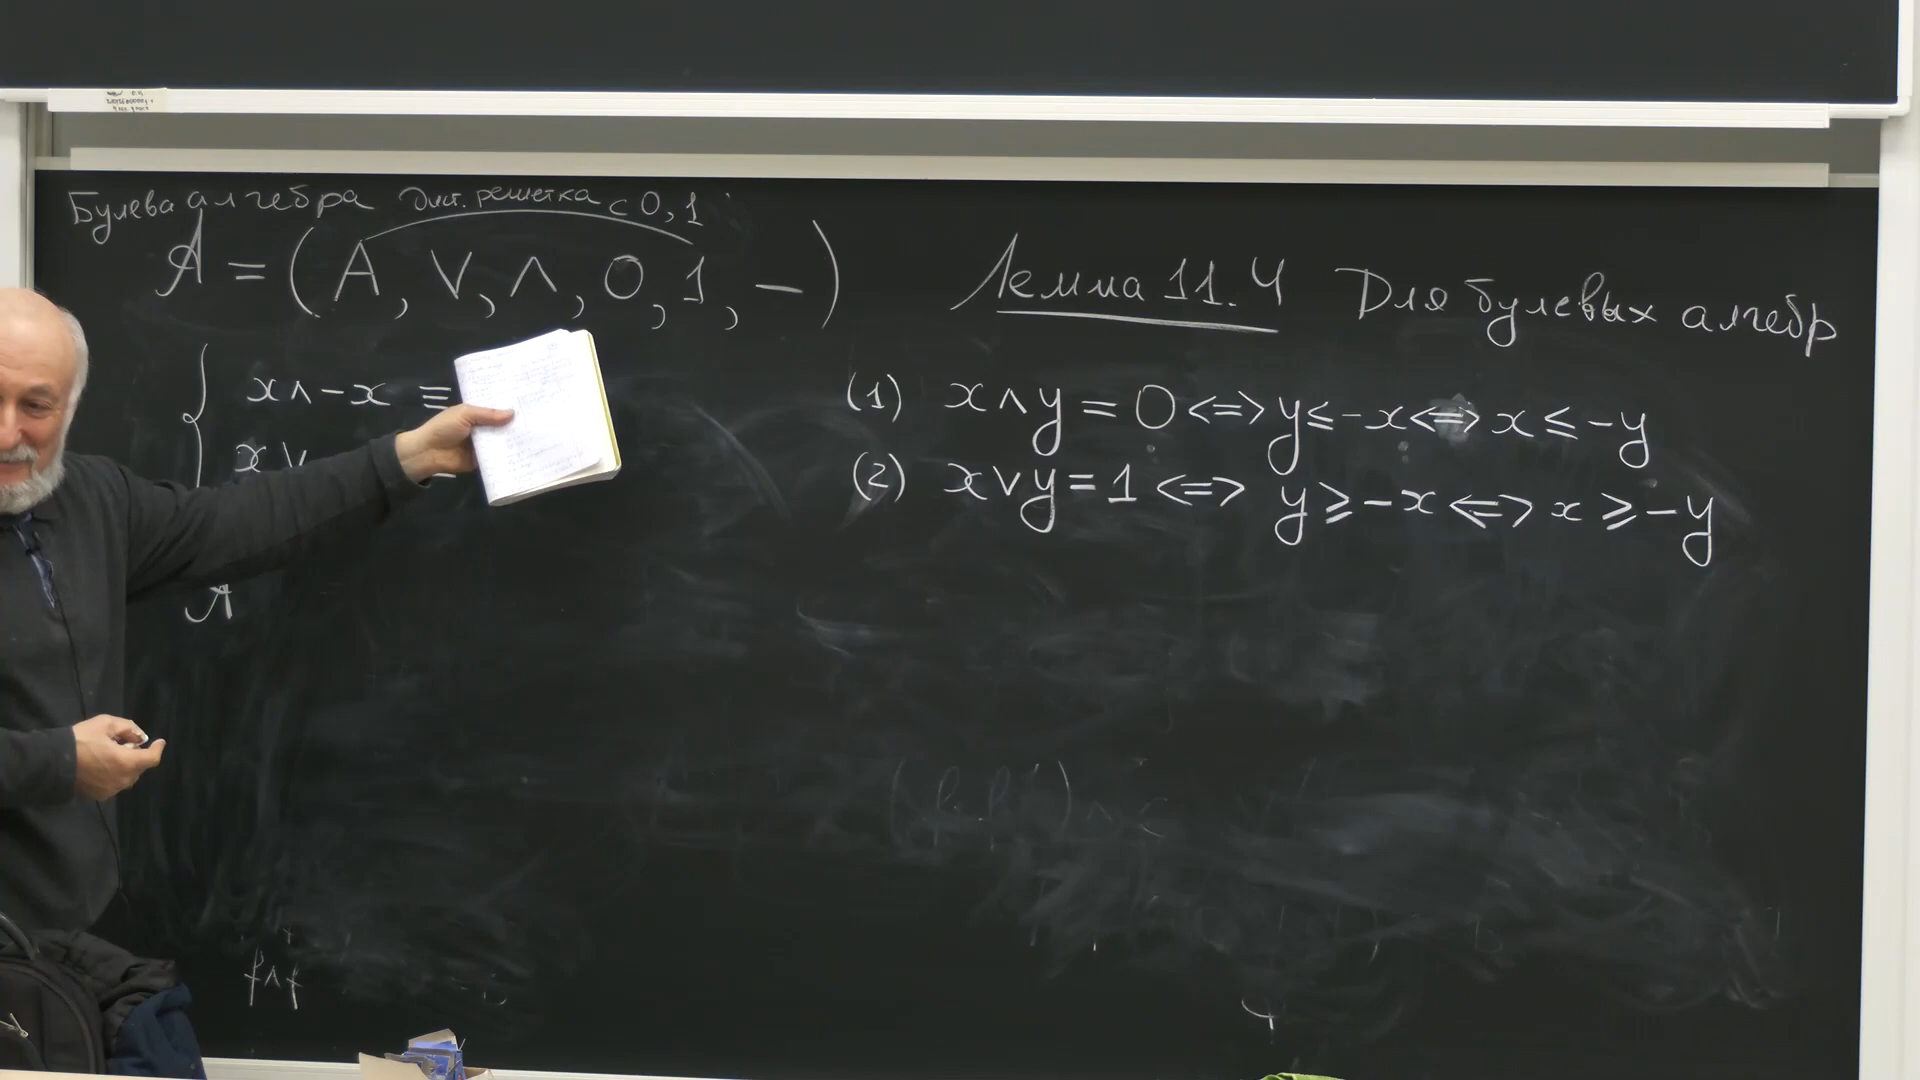 Булева алгебра дист. решетка с 0, 1
𝒜 = (A, ∨, ∧, 0, 1, −)
x ∧ −x ≡
x ∨
𝒜
Лемма 11.4 Для булевых алгебр
(1) x ∧ y = 0 <=> y ≤ −x <=> x ≤ −y
(2) x ∨ y = 1 <=> y ≥ −x <=> x ≥ −y